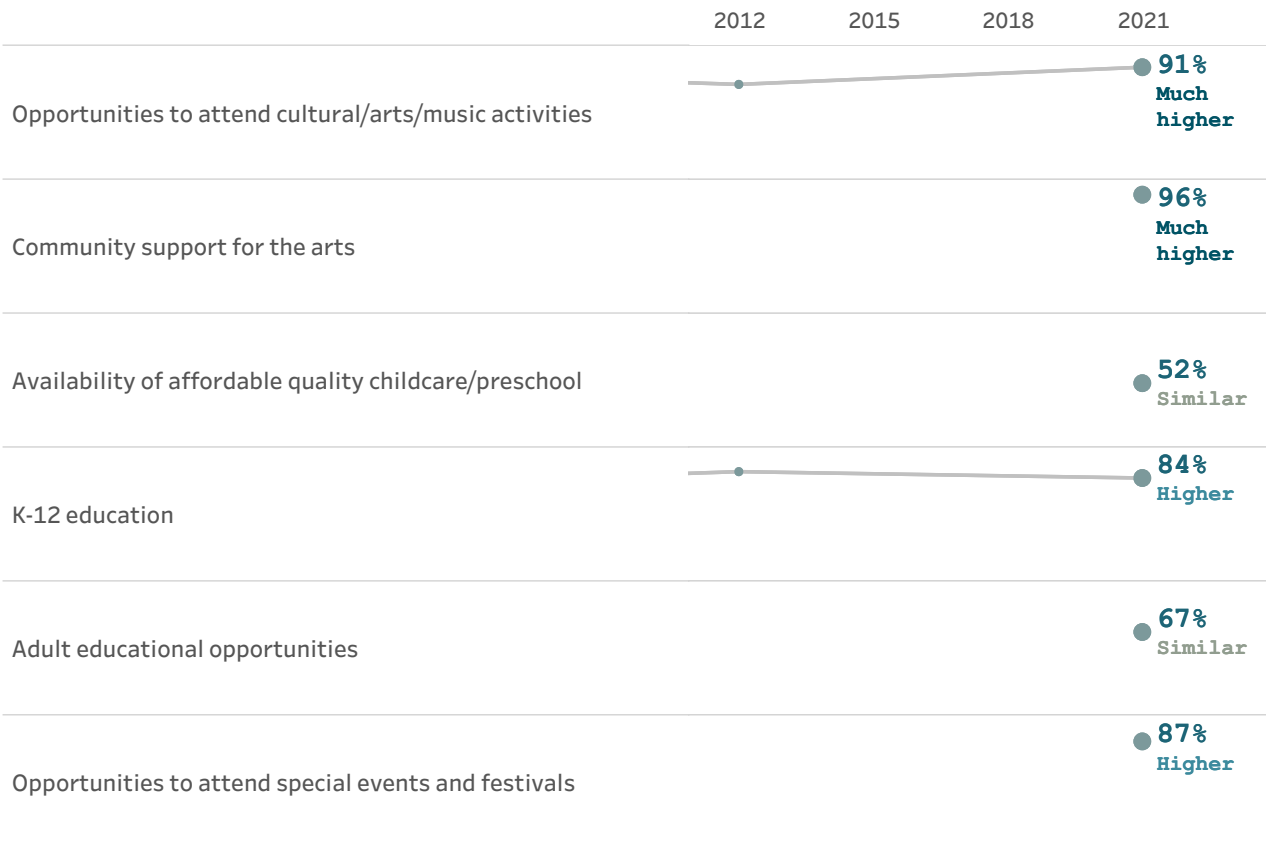 2012 2015 2018 2021
91%
Much
higher
Opportunities to attend cultural/arts/music activities
96%
Much
higher
Community support for the arts
52%
Similar
Availability of affordable quality childcare/preschool
84%
Higher
K-12 education
67%
Similar
Adult educational opportunities
87%
Higher
Opportunities to attend special events and festivals